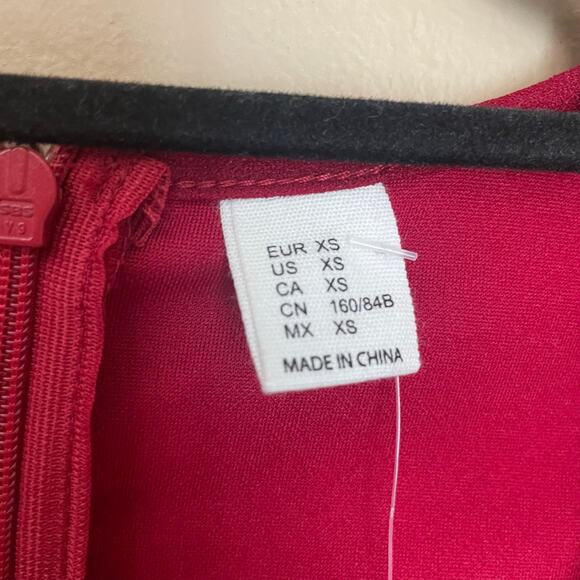 EUR XS
US XS
CA XS
CN 160/84B
MX XS
MADE IN CHINA